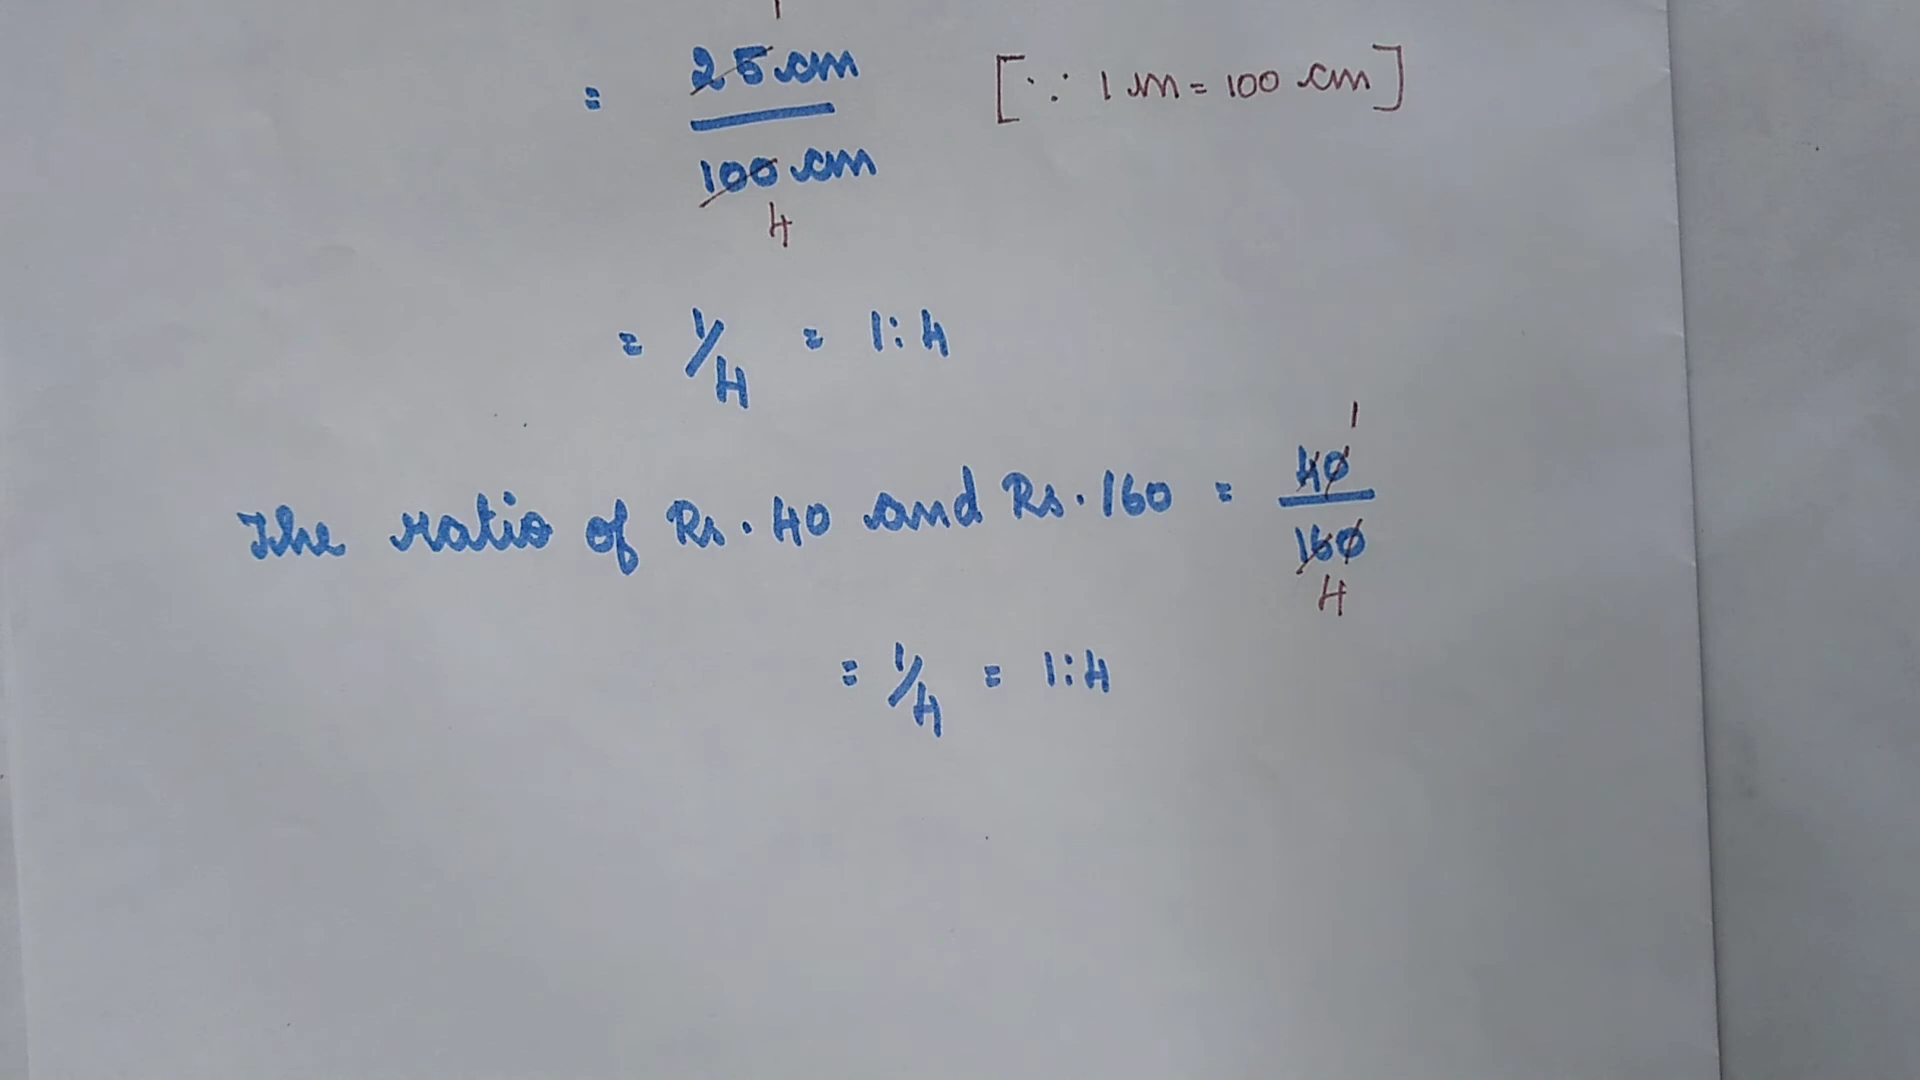 1
= 25 cm [∵ 1 m = 100 cm]
100 cm
4
= 1/4 = 1:4
1
The ratio of Rs. 40 and Rs. 160 = 40
160
4
= 1/4 = 1:4